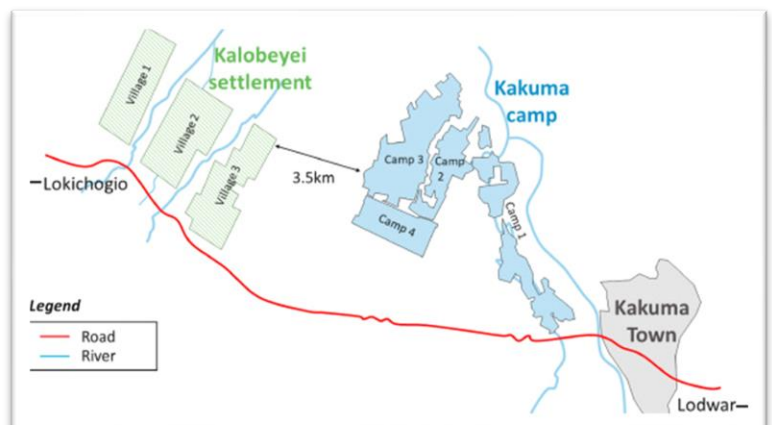 Kalobeyei
settlement
Village 1
Village 2
Village 3
3.5km
Kakuma
camp
Camp 3
Camp
2
Camp 4
Camp 1
–Lokichogio
Legend
Road
River
Kakuma
Town
Lodwar–